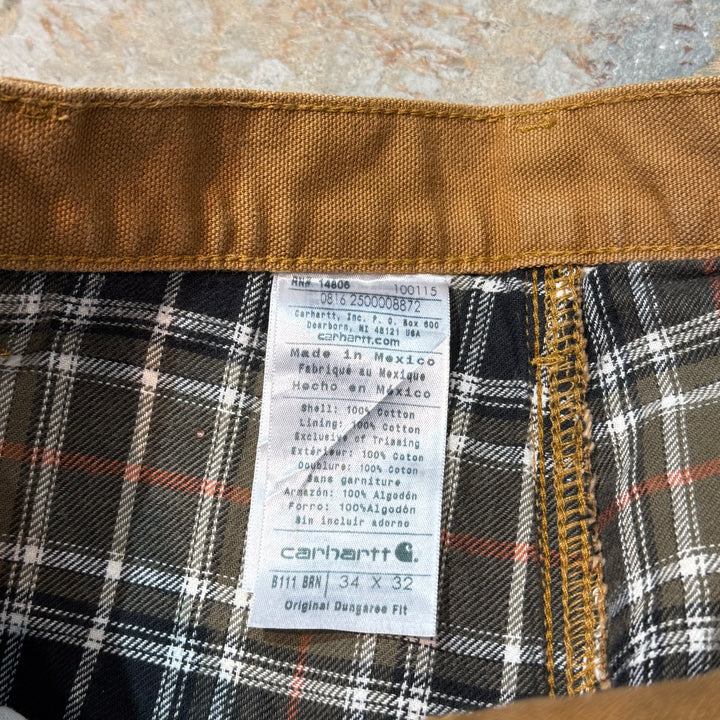 RN# 14806 100115
0816 2500008872
Carhartt, Inc. P. O. Box 600
Dearborn, MI 48121 USA
carhartt.com
Made in Mexico
Fabriqué au Mexique
Hecho en México
Shell: 100% Cotton
Lining: 100% Cotton
Exclusive of Trimming
Extérieur: 100% Coton
Doublure: 100% Coton
Sans garniture
Armazón: 100% Algodón
Forro: 100%Algodón
Sin incluir adorno
carhartt
B111 BRN 34 X 32
Original Dungaree Fit